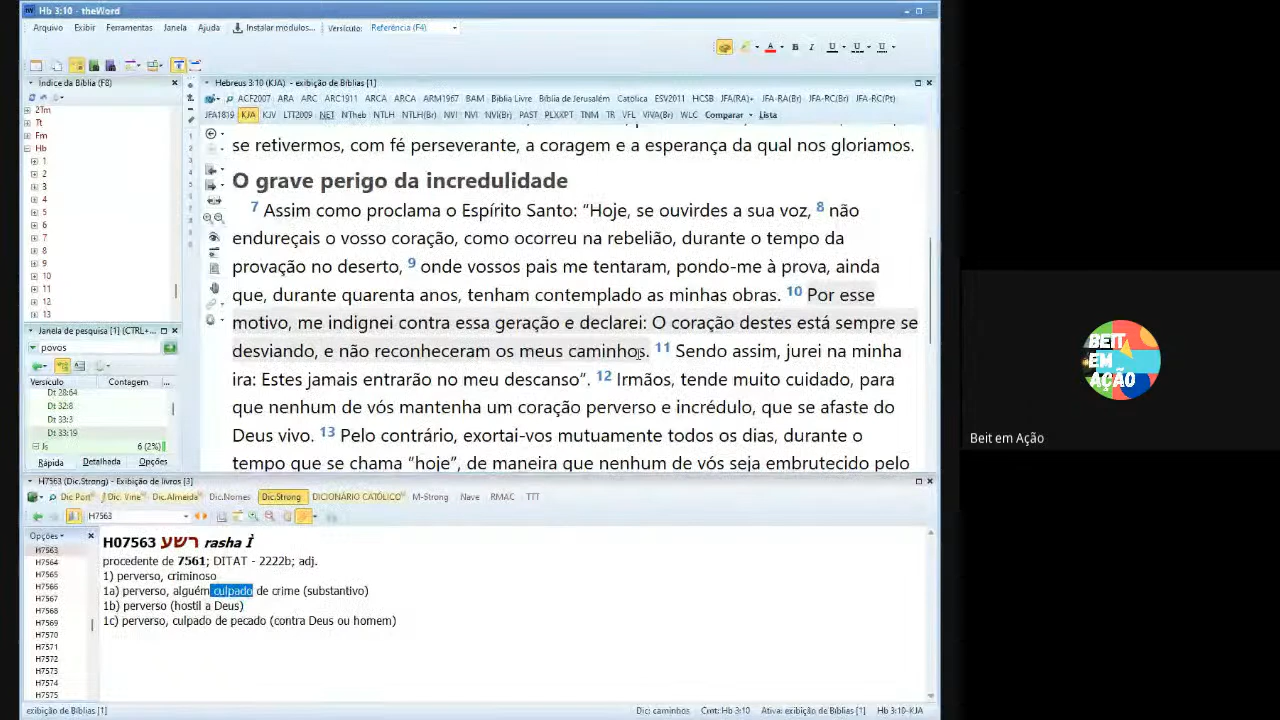 Hb 3:10 - theWord
Arquivo Exibir Ferramentas Janela Ajuda Instalar modulos... Versículo: Referência (F4)
Índice da Bíblia (F8)
2Tm
Tt
Fm
Hb
1
2
3
4
5
6
7
8
9
10
11
12
13
Janela de pesquisa [1] (CTRL+...
povos
Versículo Contagem ...
Dt 28:64
Dt 32:8
Dt 33:3
Dt 33:19
Js 6 (2%)
Rápida Detalhada Opções
Hebreus 3:10 (KJA) - exibição de Bíblias [1]
ACF2007 ARA ARC ARC1911 ARCA ARCA ARM1967 BAM Bíblia Livre Bíblia de Jerusalém Católica ESV2011 HCSB JFA(RA)+ JFA-RA(Br) JFA-RC(Br) JFA-RC(Pt)
JFA1819 KJA KJV LTT2009 NET NTheb NTLH NTLH(Br) NVI NVI NVI(Br) PAST PLXXPT TNM TR VFL VIVA(Br) WLC Comparar Lista
se retivermos, com fé perseverante, a coragem e a esperança da qual nos gloriamos.
O grave perigo da incredulidade
7 Assim como proclama o Espírito Santo: “Hoje, se ouvirdes a sua voz, 8 não
endureçais o vosso coração, como ocorreu na rebelião, durante o tempo da
provação no deserto, 9 onde vossos pais me tentaram, pondo-me à prova, ainda
que, durante quarenta anos, tenham contemplado as minhas obras. 10 Por esse
motivo, me indignei contra essa geração e declarei: O coração destes está sempre se
desviando, e não reconheceram os meus caminhos. 11 Sendo assim, jurei na minha
ira: Estes jamais entrarão no meu descanso”. 12 Irmãos, tende muito cuidado, para
que nenhum de vós mantenha um coração perverso e incrédulo, que se afaste do
Deus vivo. 13 Pelo contrário, exortai-vos mutuamente todos os dias, durante o
tempo que se chama “hoje”, de maneira que nenhum de vós seja embrutecido pelo
H7563 (Dic.Strong) - Exibição de livros [3]
Dic Port Dic. Vine Dic.Almeida Dic.Nomes Dic.Strong DICIONÁRIO CATÓLICO M-Strong Nave RMAC TTT
H7563
Opções
H7563
H7564
H7565
H7566
H7567
H7568
H7569
H7570
H7571
H7572
H7573
H7574
H7575
H07563 רשע rasha Ì
procedente de 7561; DITAT - 2222b; adj.
1) perverso, criminoso
1a) perverso, alguém culpado de crime (substantivo)
1b) perverso (hostil a Deus)
1c) perverso, culpado de pecado (contra Deus ou homem)
exibição de Bíblias [1] Dic: caminhos Cmt: Hb 3:10 Ativa: exibição de Bíblias [1] Hb 3:10-KJA
BEIT
EM
AÇÃO
Beit em Ação